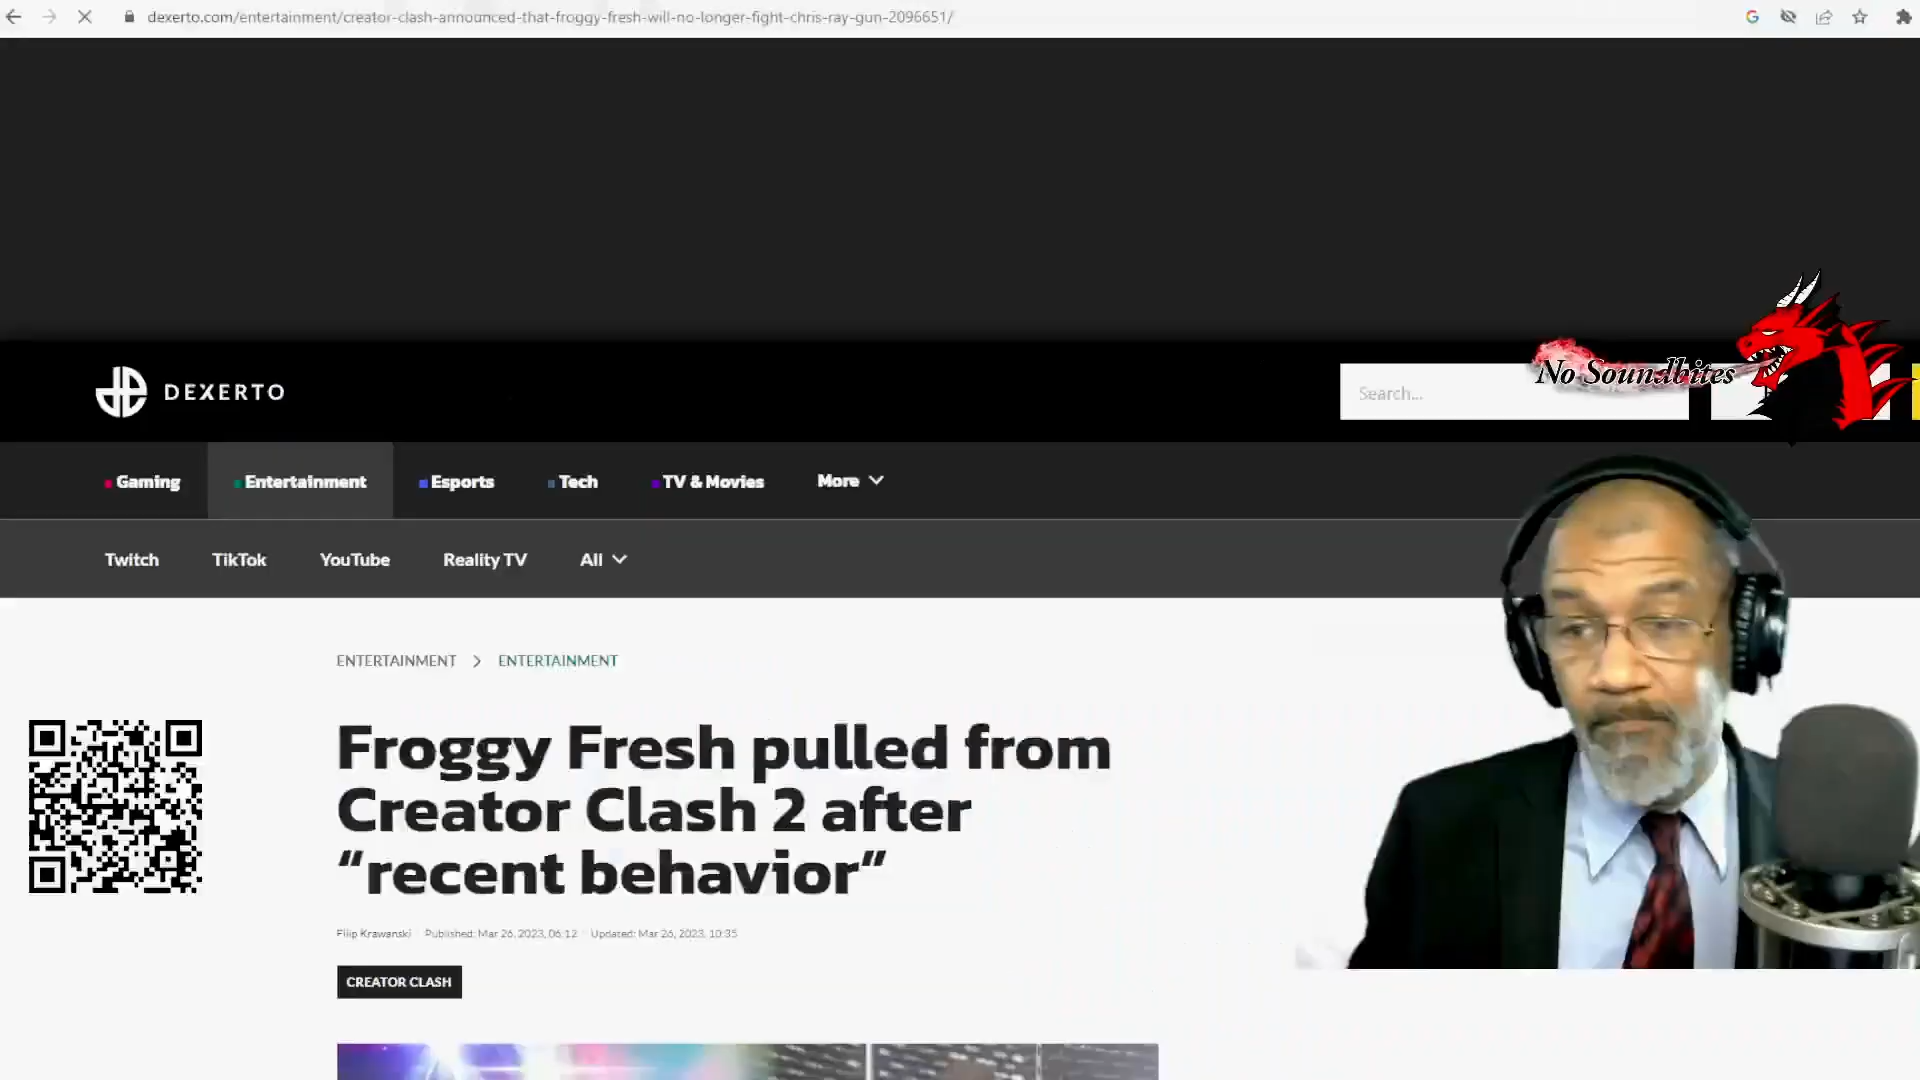 dexerto.com/entertainment/creator-clash-announced-that-froggy-fresh-will-no-longer-fight-chris-ray-gun-2096651/
DEXERTO
Search...
No Soundbites
Gaming
Entertainment
Esports
Tech
TV & Movies
More
Twitch
TikTok
YouTube
Reality TV
All
ENTERTAINMENT > ENTERTAINMENT
Froggy Fresh pulled from
Creator Clash 2 after
“recent behavior”
Filip Krawanski Published: Mar 26, 2023, 06:12 Updated: Mar 26, 2023, 10:35
CREATOR CLASH